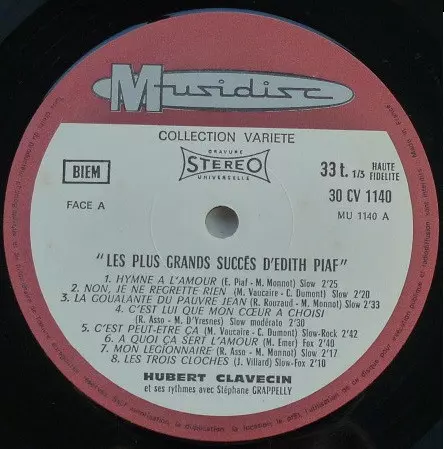 Musidisc
COLLECTION VARIETE
BIEM
GRAVURE
STEREO
UNIVERSELLE
33 t. 1/3 HAUTE
FIDELITE
30 CV 1140
MU 1140 A
FACE A
"LES PLUS GRANDS SUCCÈS D'EDITH PIAF"
1. HYMNE A L'AMOUR (E. Piaf - M. Monnot) Slow 2'25
2. NON, JE NE REGRETTE RIEN (M. Vaucaire - C. Dumont) Slow 2'20
3. LA GOUALANTE DU PAUVRE JEAN (R. Rouzaud - M. Monnot) Slow 2'33
4. C'EST LUI QUE MON CŒUR A CHOISI
(R. Asso - M. D'Yresnes) Slow modérato 2'30
5. C'EST PEUT-ETRE ÇA (M. Vaucaire - C. Dumont) Slow-Rock 2'42
6. A QUOI ÇA SERT L'AMOUR (M. Emer) Fox 2'40
7. MON LEGIONNAIRE (R. Asso - M. Monnot) Slow 2'17
8. LES TROIS CLOCHES (J. Villard) Slow-Fox 2'10
HUBERT CLAVECIN
et ses rythmes avec Stéphane GRAPPELLY